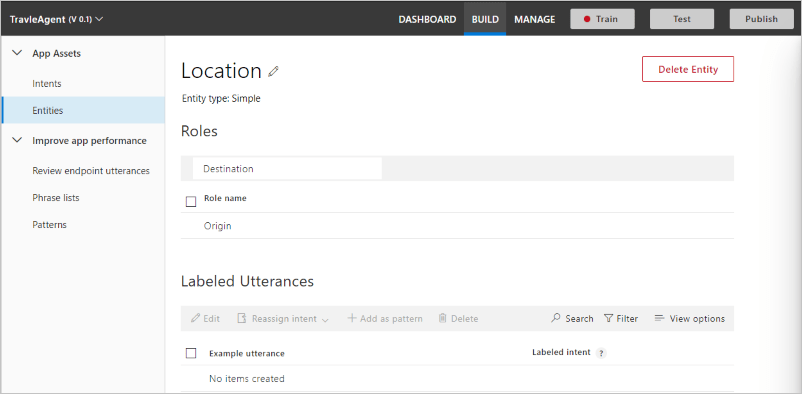 TravleAgent (V 0.1) DASHBOARD BUILD MANAGE Train Test Publish
App Assets
Intents
Entities
Improve app performance
Review endpoint utterances
Phrase lists
Patterns
Location
Delete Entity
Entity type: Simple
Roles
Destination
Role name
Origin
Labeled Utterances
Edit Reassign intent Add as pattern Delete Search Filter View options
Example utterance Labeled intent ?
No items created